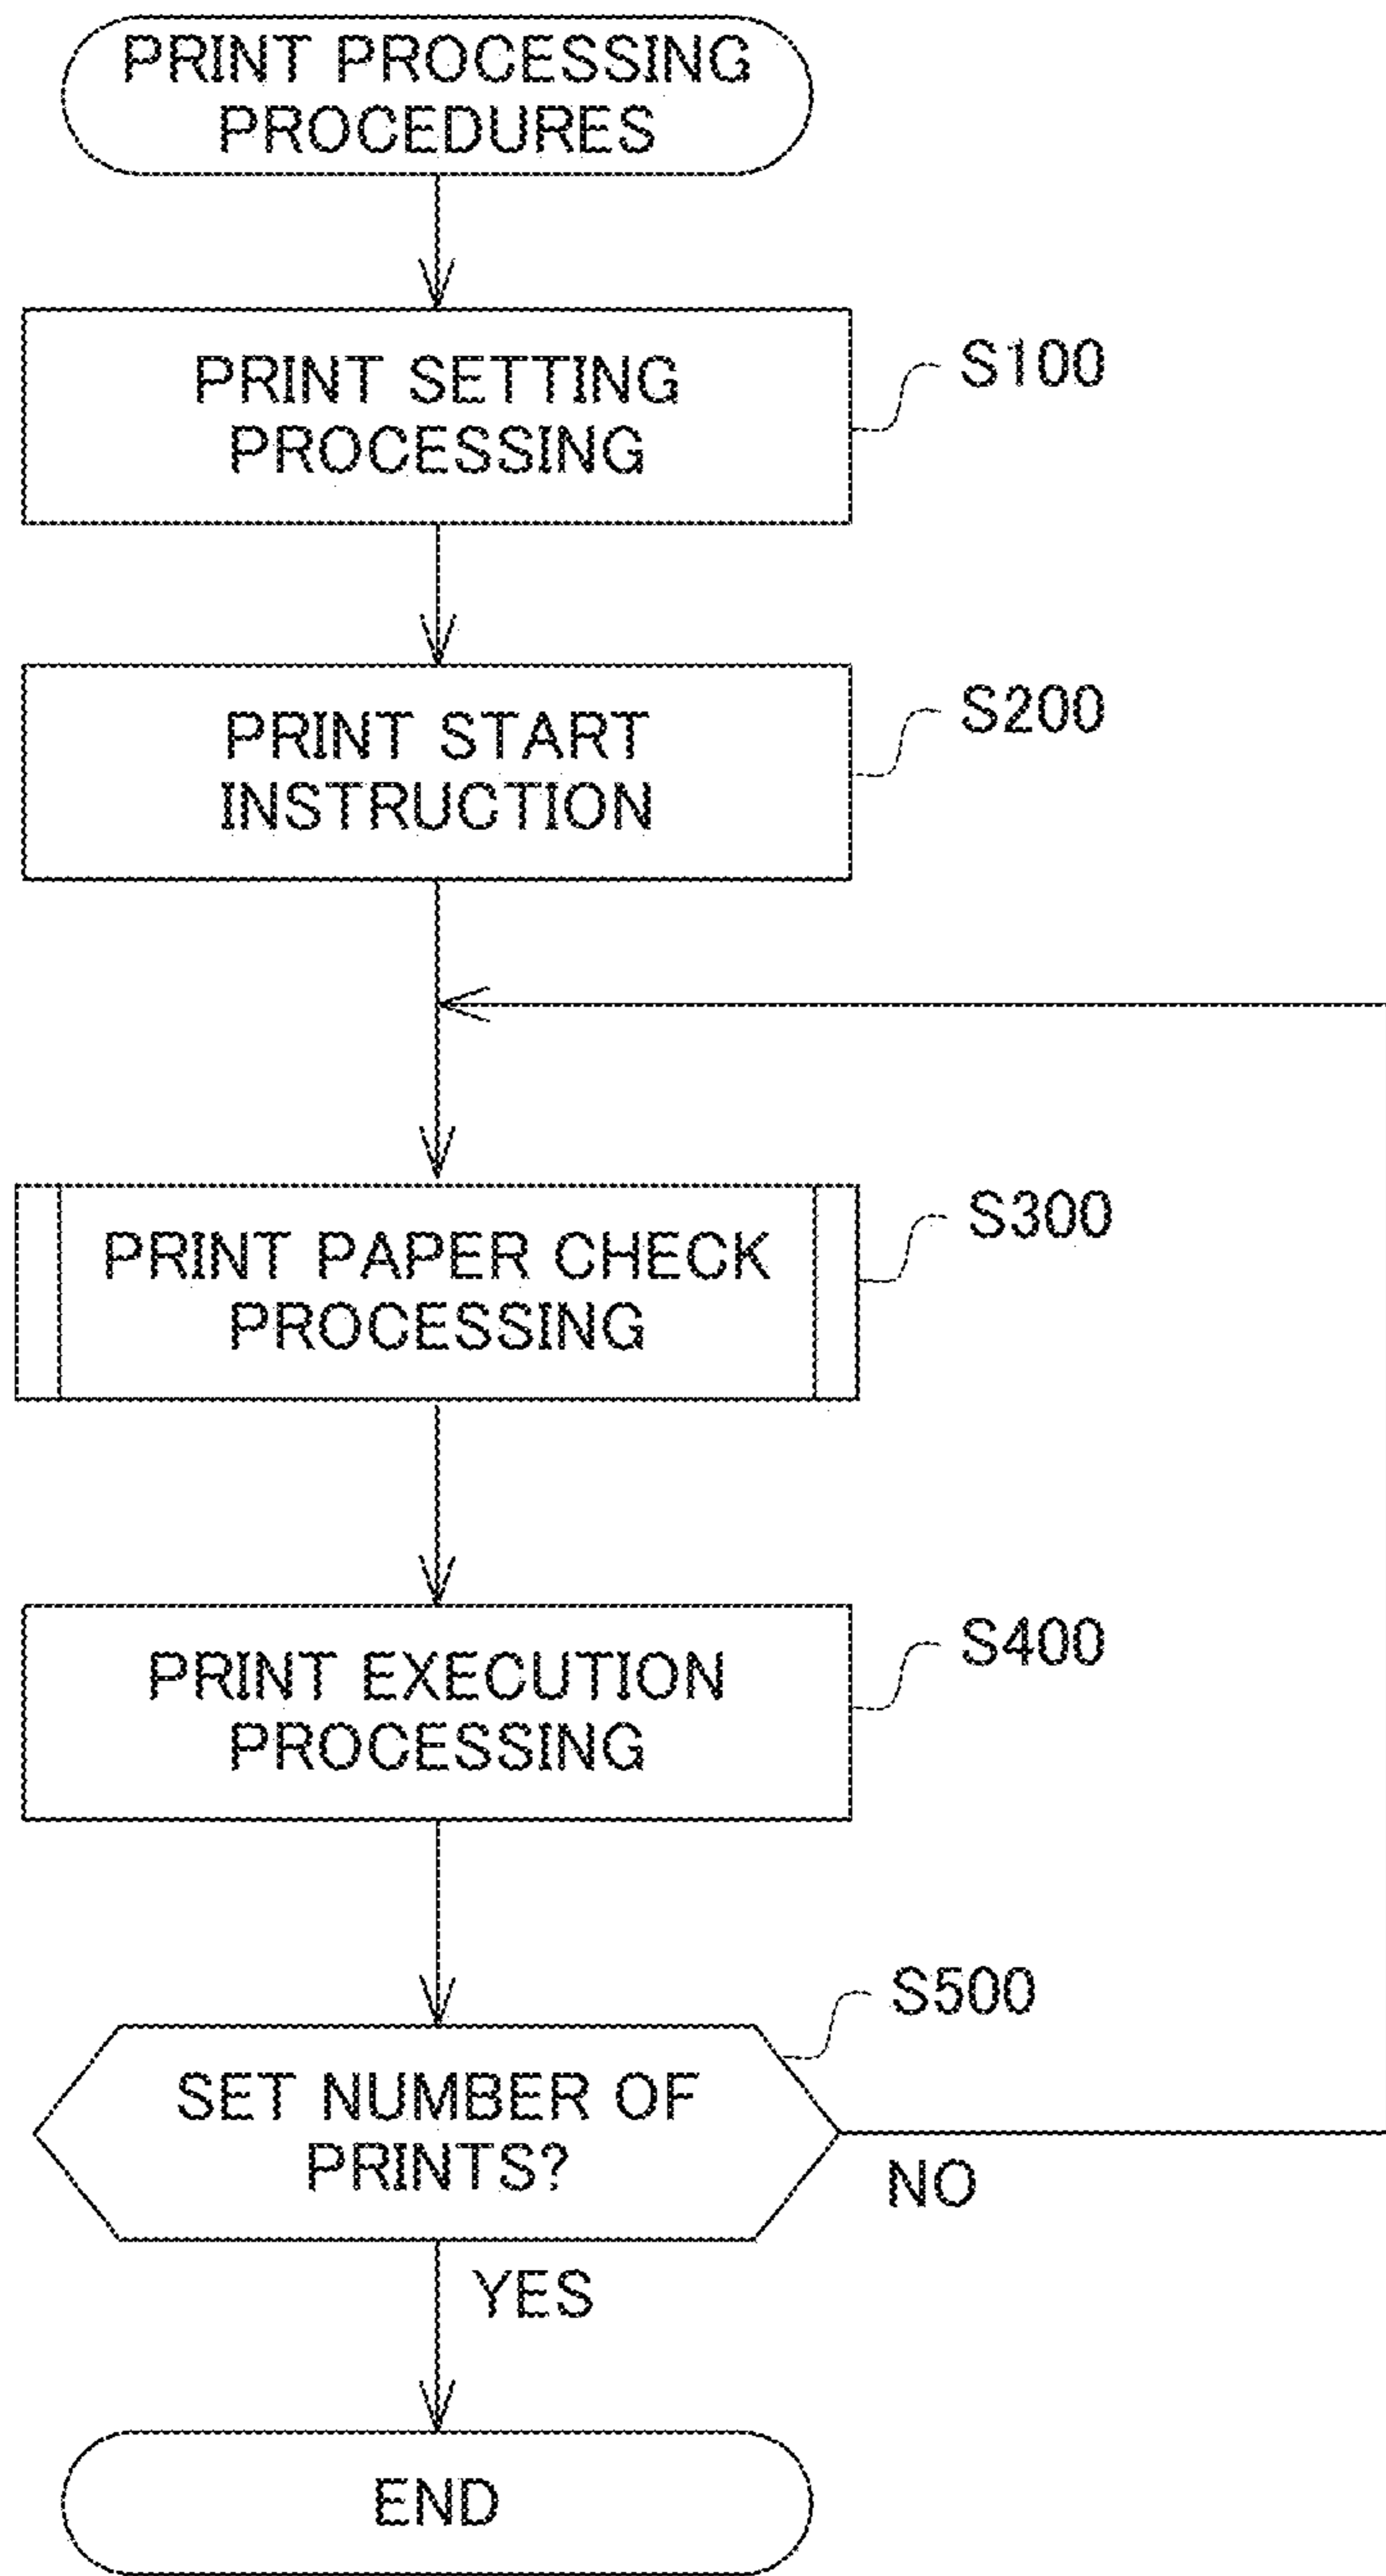 PRINT PROCESSING
PROCEDURES
PRINT SETTING
PROCESSING
S100
PRINT START
INSTRUCTION
S200
PRINT PAPER CHECK
PROCESSING
S300
PRINT EXECUTION
PROCESSING
S400
SET NUMBER OF
PRINTS?
S500
NO
YES
END